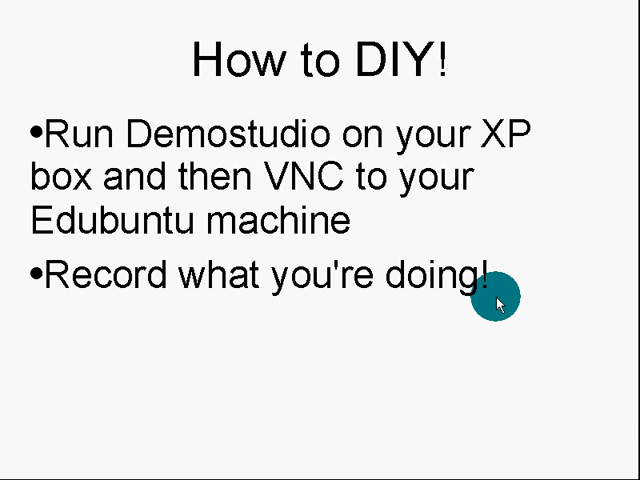 How to DIY!
•Run Demostudio on your XP
box and then VNC to your
Edubuntu machine
•Record what you're doing!